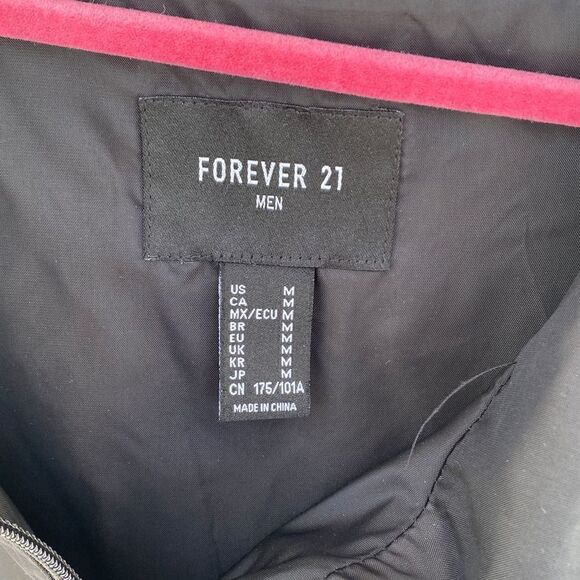 FOREVER 21
MEN
US M
CA M
MX/ECU M
BR M
EU M
UK M
KR M
JP M
CN 175/101A
MADE IN CHINA